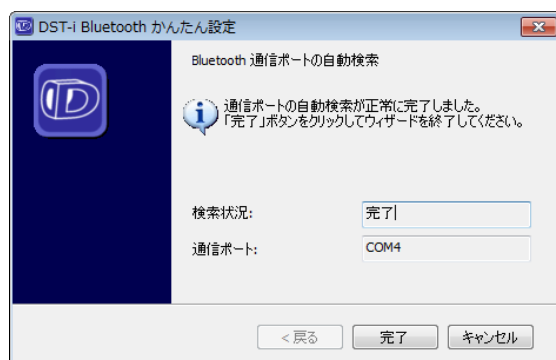 DST-i Bluetooth かんたん設定
Bluetooth 通信ポートの自動検索
通信ポートの自動検索が正常に完了しました。
「完了」ボタンをクリックしてウィザードを終了してください。
検索状況: 完了
通信ポート: COM4
< 戻る 完了 キャンセル